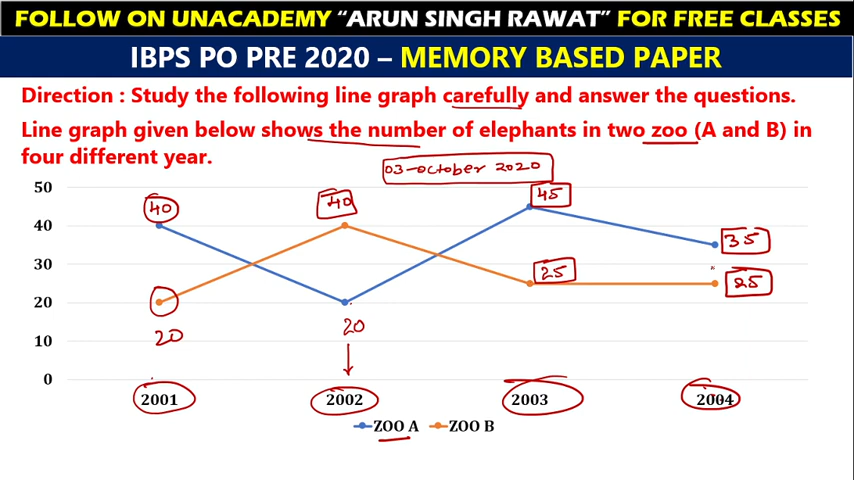 FOLLOW ON UNACADEMY “ARUN SINGH RAWAT” FOR FREE CLASSES
IBPS PO PRE 2020 – MEMORY BASED PAPER
Direction : Study the following line graph carefully and answer the questions.
Line graph given below shows the number of elephants in two zoo (A and B) in
four different year.
03-october 2020
50
40
30
20
10
0
40
40
45
35
25
25
20
20
2001 2002 2003 2004
ZOO A ZOO B